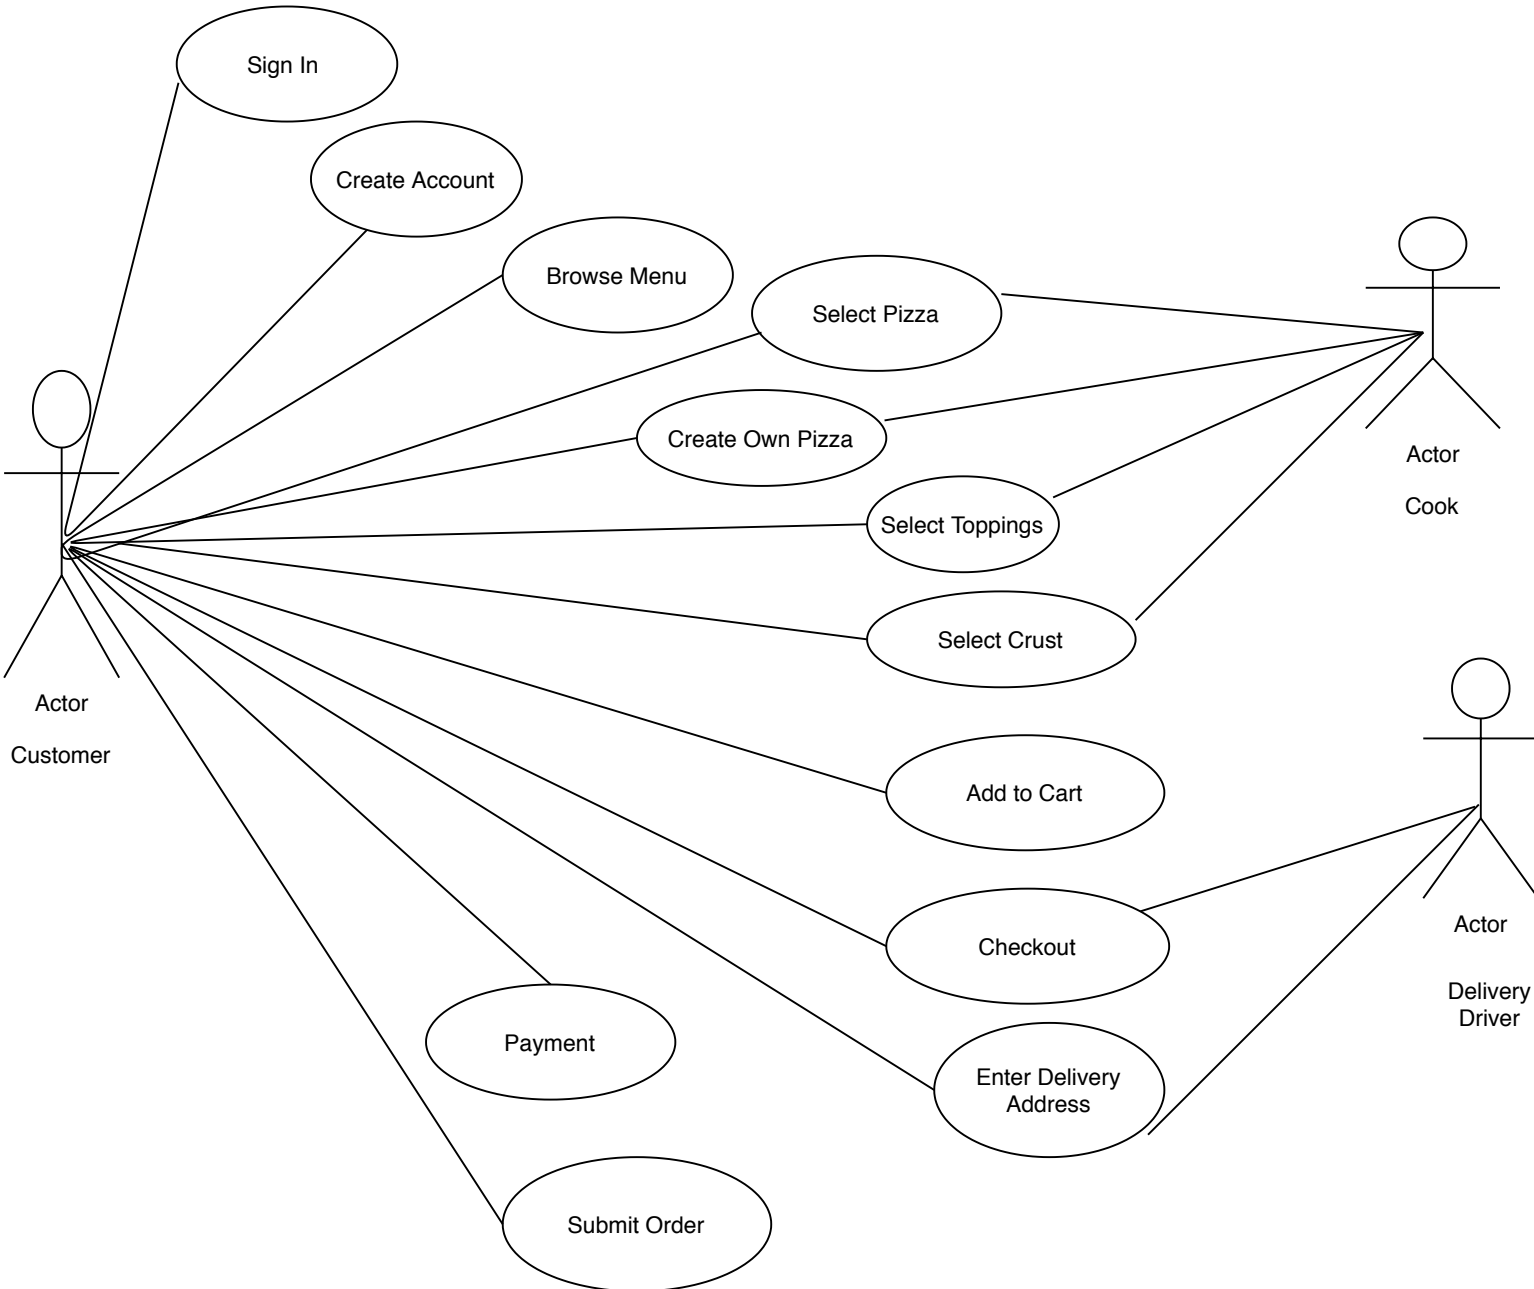 Sign In
Create Account
Browse Menu
Select Pizza
Create Own Pizza
Select Toppings
Select Crust
Add to Cart
Checkout
Payment
Enter Delivery
Address
Submit Order
Actor
Customer
Actor
Cook
Actor
Delivery
Driver